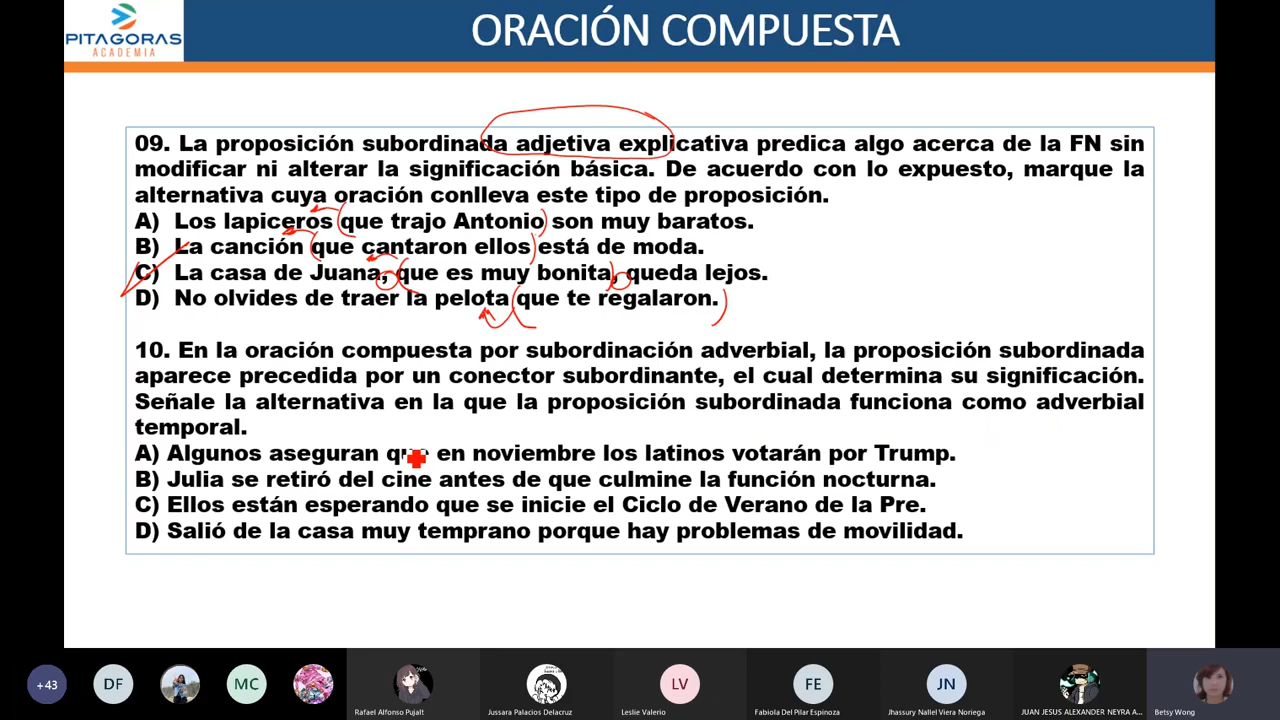 PITAGORAS
ACADEMIA
ORACIÓN COMPUESTA
09. La proposición subordinada adjetiva explicativa predica algo acerca de la FN sin
modificar ni alterar la significación básica. De acuerdo con lo expuesto, marque la
alternativa cuya oración conlleva este tipo de proposición.
A) Los lapiceros que trajo Antonio son muy baratos.
B) La canción que cantaron ellos está de moda.
C) La casa de Juana, que es muy bonita, queda lejos.
D) No olvides de traer la pelota que te regalaron.
10. En la oración compuesta por subordinación adverbial, la proposición subordinada
aparece precedida por un conector subordinante, el cual determina su significación.
Señale la alternativa en la que la proposición subordinada funciona como adverbial
temporal.
A) Algunos aseguran que en noviembre los latinos votarán por Trump.
B) Julia se retiró del cine antes de que culmine la función nocturna.
C) Ellos están esperando que se inicie el Ciclo de Verano de la Pre.
D) Salió de la casa muy temprano porque hay problemas de movilidad.
+43 DF MC LV FE JN
Rafael Alfonso Pujalt Jussara Palacios Delacruz Leslie Valerio Fabiola Del Pilar Espinoza Jhassury Nallel Viera Noriega JUAN JESUS ALEXANDER NEYRA A... Betsy Wong